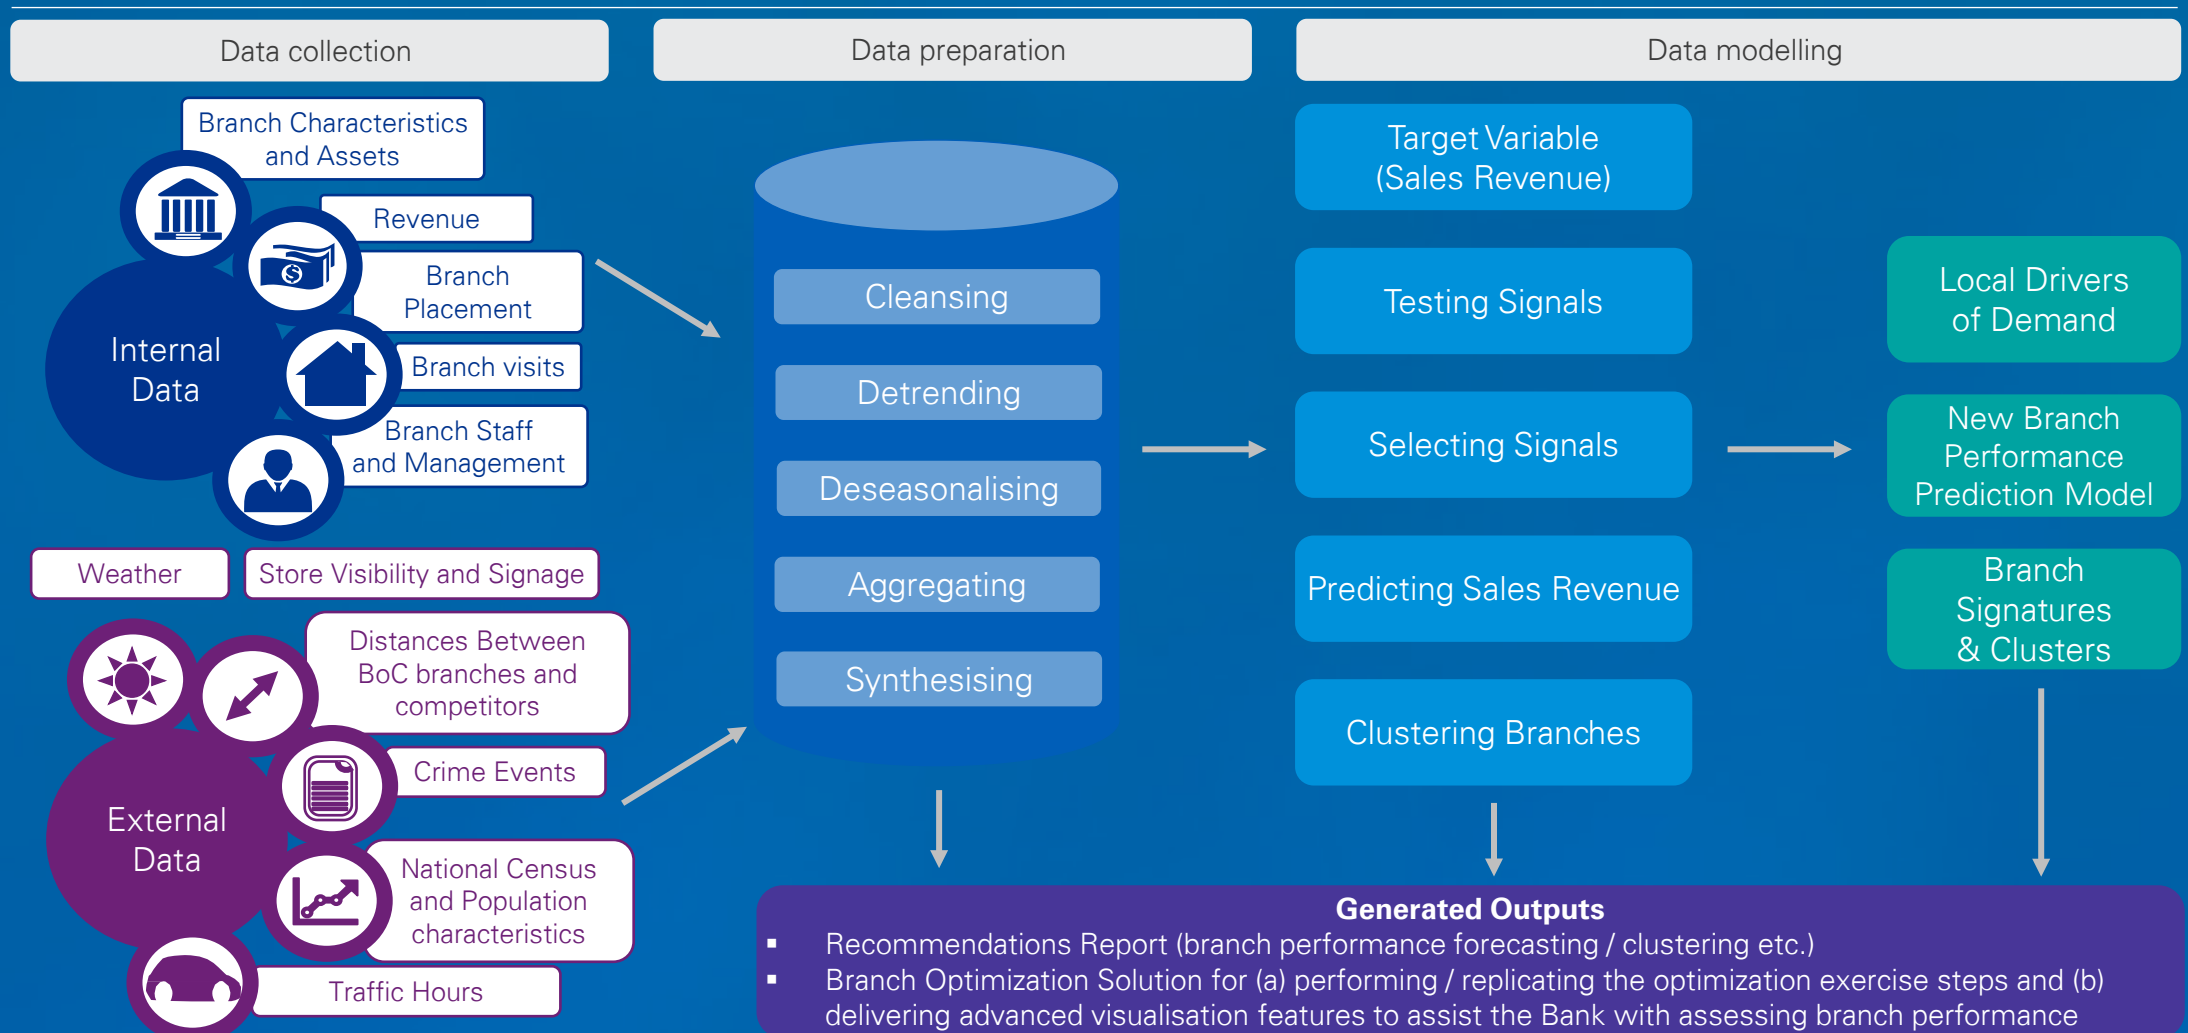 Data collection
Data preparation
Data modelling
Branch Characteristics
and Assets
Revenue
Branch
Placement
Branch visits
Branch Staff
and Management
Internal
Data
Weather
Store Visibility and Signage
Distances Between
BoC branches and
competitors
Crime Events
National Census
and Population
characteristics
Traffic Hours
External
Data
Cleansing
Detrending
Deseasonalising
Aggregating
Synthesising
Target Variable
(Sales Revenue)
Testing Signals
Selecting Signals
Predicting Sales Revenue
Clustering Branches
Local Drivers
of Demand
New Branch
Performance
Prediction Model
Branch
Signatures
& Clusters
Generated Outputs
▪ Recommendations Report (branch performance forecasting / clustering etc.)
▪ Branch Optimization Solution for (a) performing / replicating the optimization exercise steps and (b)
delivering advanced visualisation features to assist the Bank with assessing branch performance